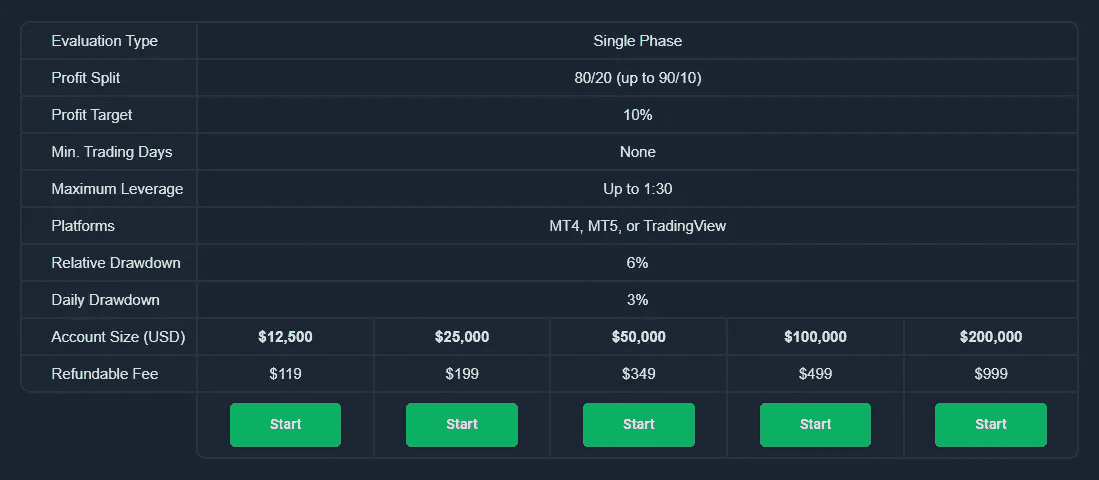 Evaluation Type Single Phase
Profit Split 80/20 (up to 90/10)
Profit Target 10%
Min. Trading Days None
Maximum Leverage Up to 1:30
Platforms MT4, MT5, or TradingView
Relative Drawdown 6%
Daily Drawdown 3%
Account Size (USD) $12,500 $25,000 $50,000 $100,000 $200,000
Refundable Fee $119 $199 $349 $499 $999
Start Start Start Start Start